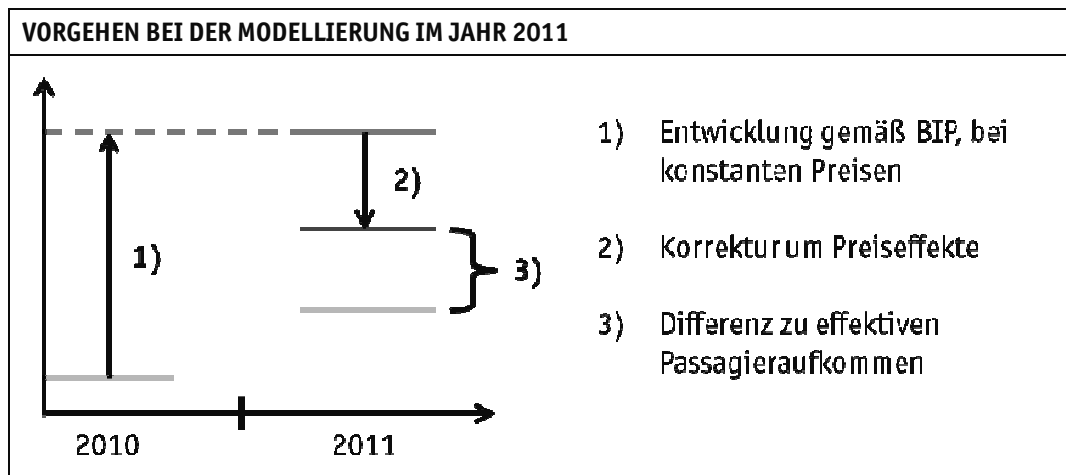 VORGEHEN BEI DER MODELLIERUNG IM JAHR 2011
1) Entwicklung gemäß BIP, bei
konstanten Preisen
2)
1)
2) Korrektur um Preiseffekte
3)
3) Differenz zu effektiven
Passagieraufkommen
2010 2011